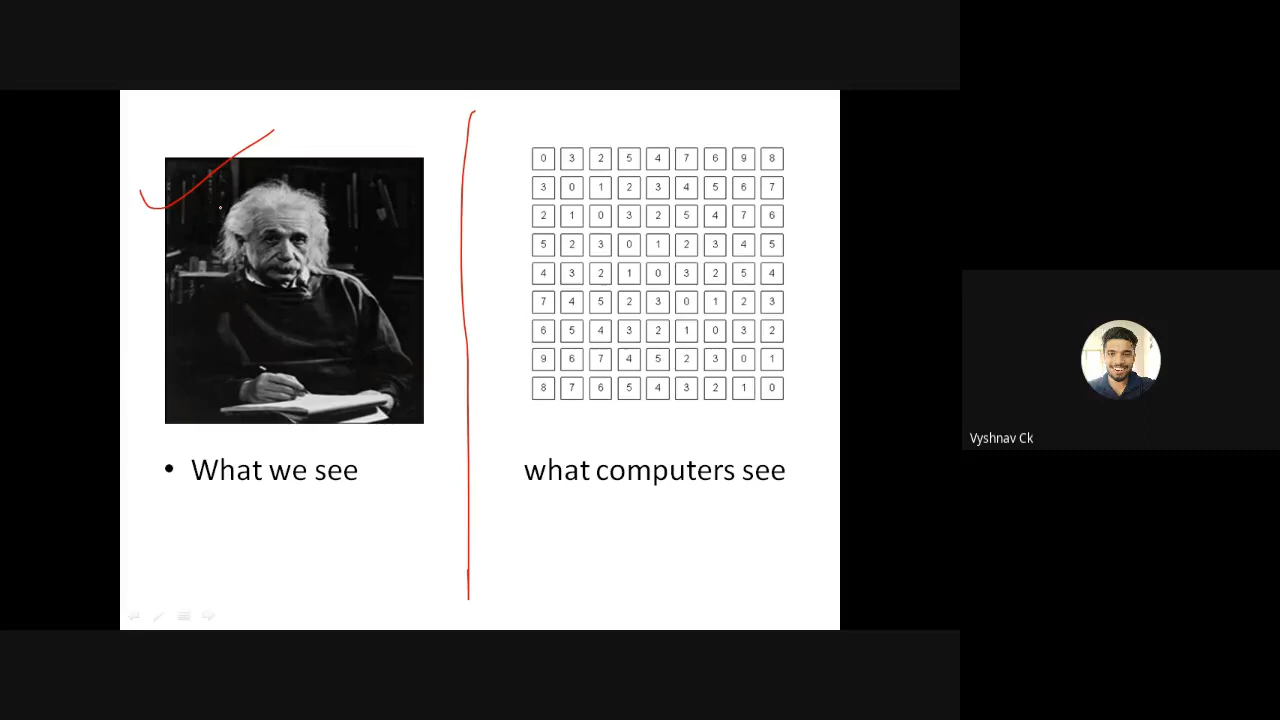 0 3 2 5 4 7 6 9 8
3 0 1 2 3 4 5 6 7
2 1 0 3 2 5 4 7 6
5 2 3 0 1 2 3 4 5
4 3 2 1 0 3 2 5 4
7 4 5 2 3 0 1 2 3
6 5 4 3 2 1 0 3 2
9 6 7 4 5 2 3 0 1
8 7 6 5 4 3 2 1 0
• What we see
what computers see
Vyshnav Ck